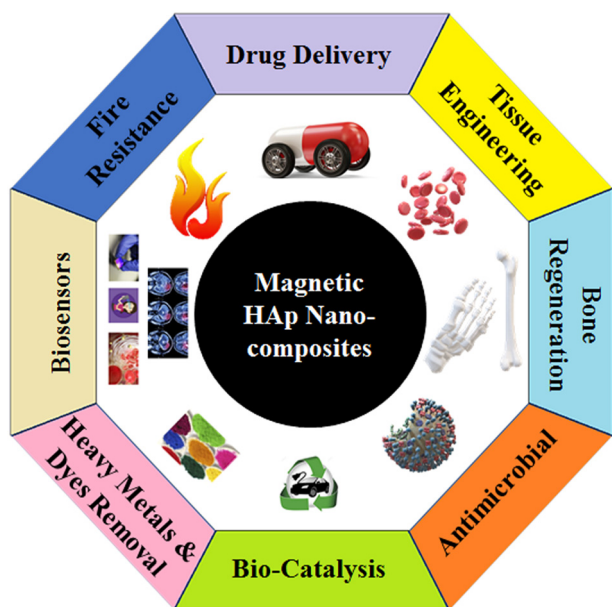 Drug Delivery
Tissue
Engineering
Bone
Regeneration
Antimicrobial
Bio-Catalysis
Heavy Metals &
Dyes Removal
Biosensors
Fire
Resistance
Magnetic
HAp Nano-
composites